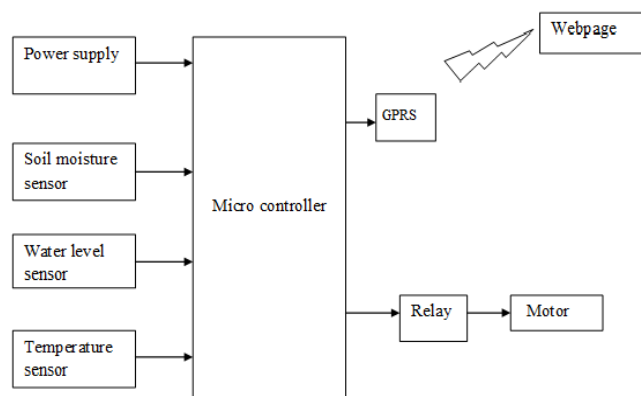 Webpage
Power supply
GPRS
Soil moisture
sensor
Micro controller
Water level
sensor
Relay
Motor
Temperature
sensor